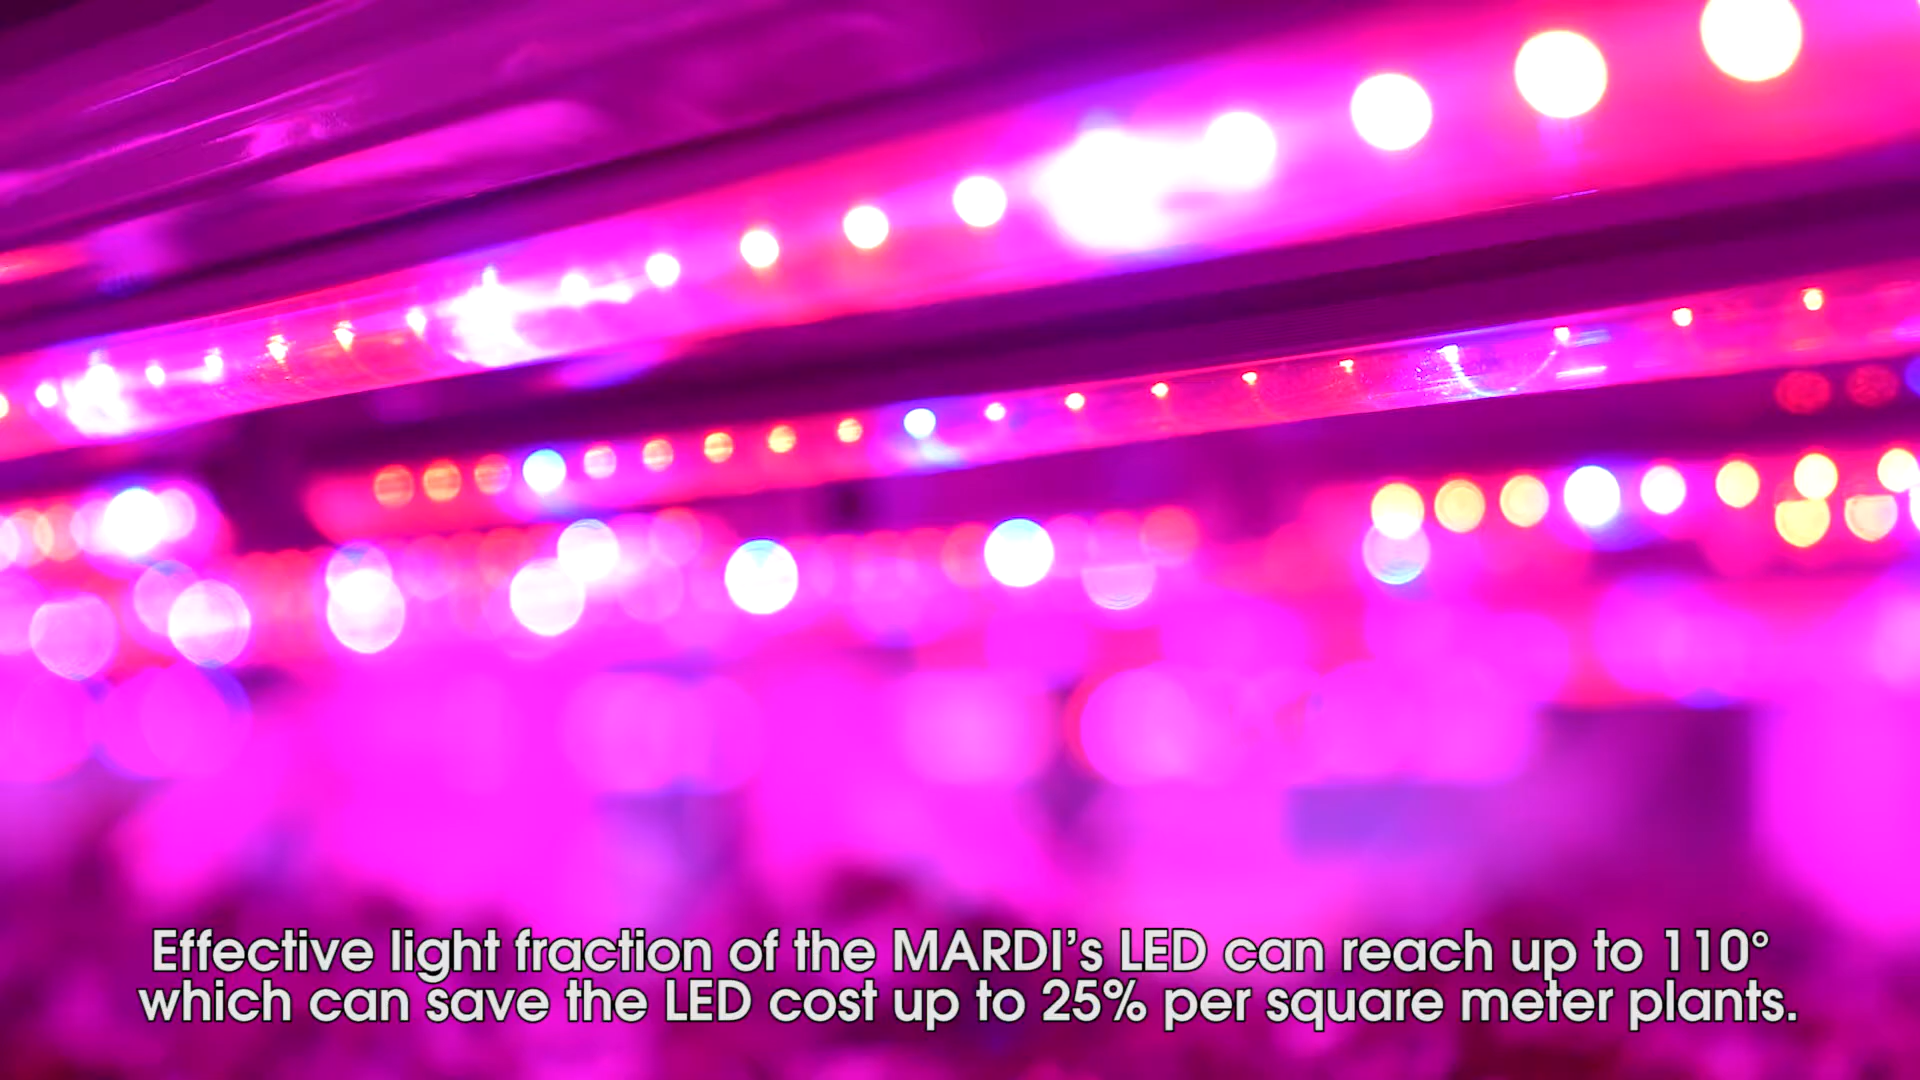 Effective light fraction of the MARDI’s LED can reach up to 110°
which can save the LED cost up to 25% per square meter plants.